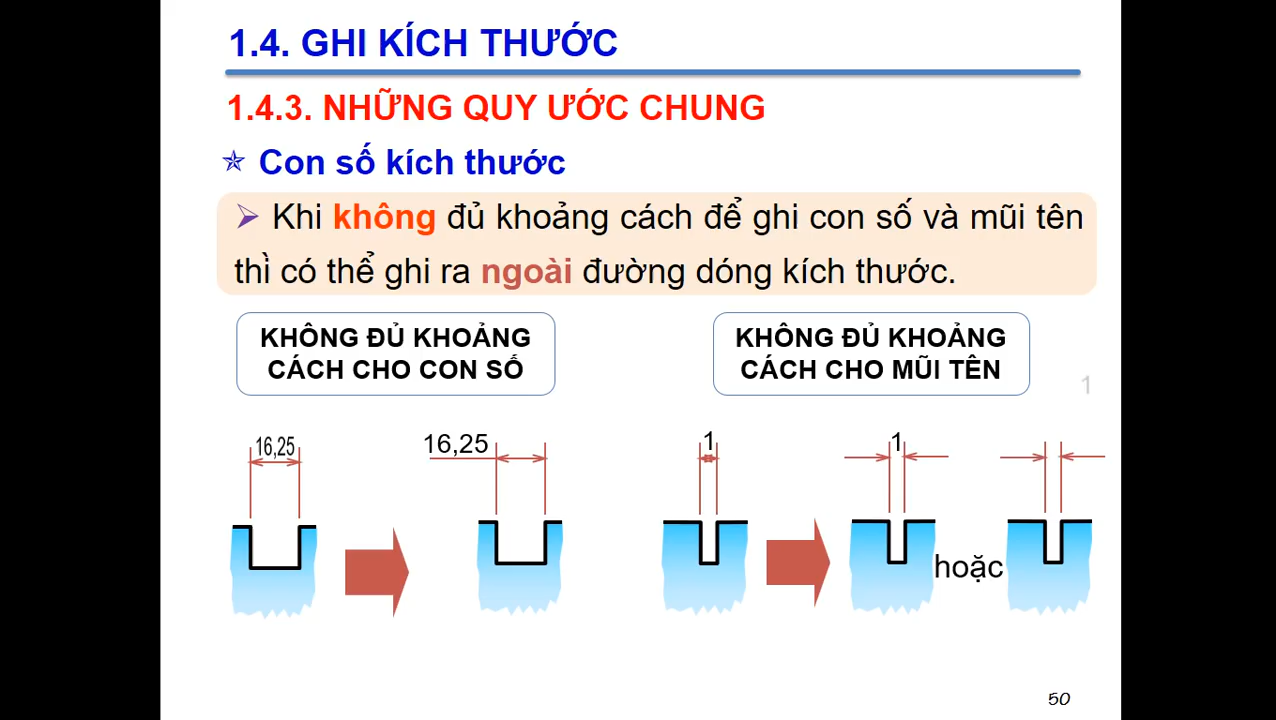 1.4. GHI KÍCH THƯỚC
1.4.3. NHỮNG QUY ƯỚC CHUNG
Con số kích thước
Khi không đủ khoảng cách để ghi con số và mũi tên
thì có thể ghi ra ngoài đường dóng kích thước.
KHÔNG ĐỦ KHOẢNG
CÁCH CHO CON SỐ
KHÔNG ĐỦ KHOẢNG
CÁCH CHO MŨI TÊN
1
16,25
16,25
1
1
hoặc
50